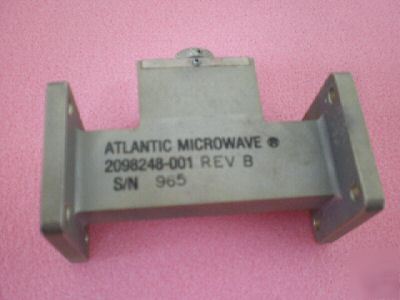 ATLANTIC MICROWAVE ®
2098248-001 REV B
S/N 965